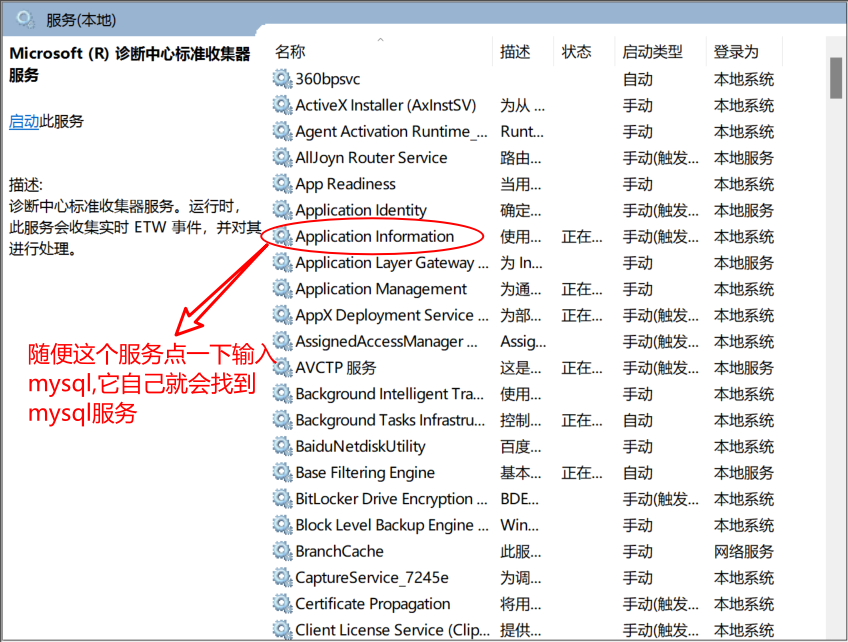 服务(本地)
Microsoft (R) 诊断中心标准收集器
服务
启动此服务
描述:
诊断中心标准收集器服务。运行时，
此服务会收集实时 ETW 事件，并对其
进行处理。
随便这个服务点一下输入
mysql,它自己就会找到
mysql服务
名称 描述 状态 启动类型 登录为
360bpsvc 自动 本地系统
ActiveX Installer (AxInstSV) 为从 ... 手动 本地系统
Agent Activation Runtime_... Runt... 手动 本地系统
AllJoyn Router Service 路由... 手动(触发... 本地服务
App Readiness 当用... 手动 本地系统
Application Identity 确定... 手动(触发... 本地服务
Application Information 使用... 正在... 手动(触发... 本地系统
Application Layer Gateway ... 为 In... 手动 本地服务
Application Management 为通... 正在... 手动 本地系统
AppX Deployment Service ... 为部... 正在... 手动(触发... 本地系统
AssignedAccessManager ... Assig... 手动(触发... 本地系统
AVCTP 服务 这是... 正在... 手动(触发... 本地服务
Background Intelligent Tra... 使用... 手动 本地系统
Background Tasks Infrastru... 控制... 正在... 自动 本地系统
BaiduNetdiskUtility 百度... 手动 本地系统
Base Filtering Engine 基本... 正在... 自动 本地服务
BitLocker Drive Encryption ... BDE... 手动(触发... 本地系统
Block Level Backup Engine ... Win... 手动 本地系统
BranchCache 此服... 手动 网络服务
CaptureService_7245e 为调... 手动 本地系统
Certificate Propagation 将用... 手动(触发... 本地系统
Client License Service (Clip... 提供... 手动(触发... 本地系统